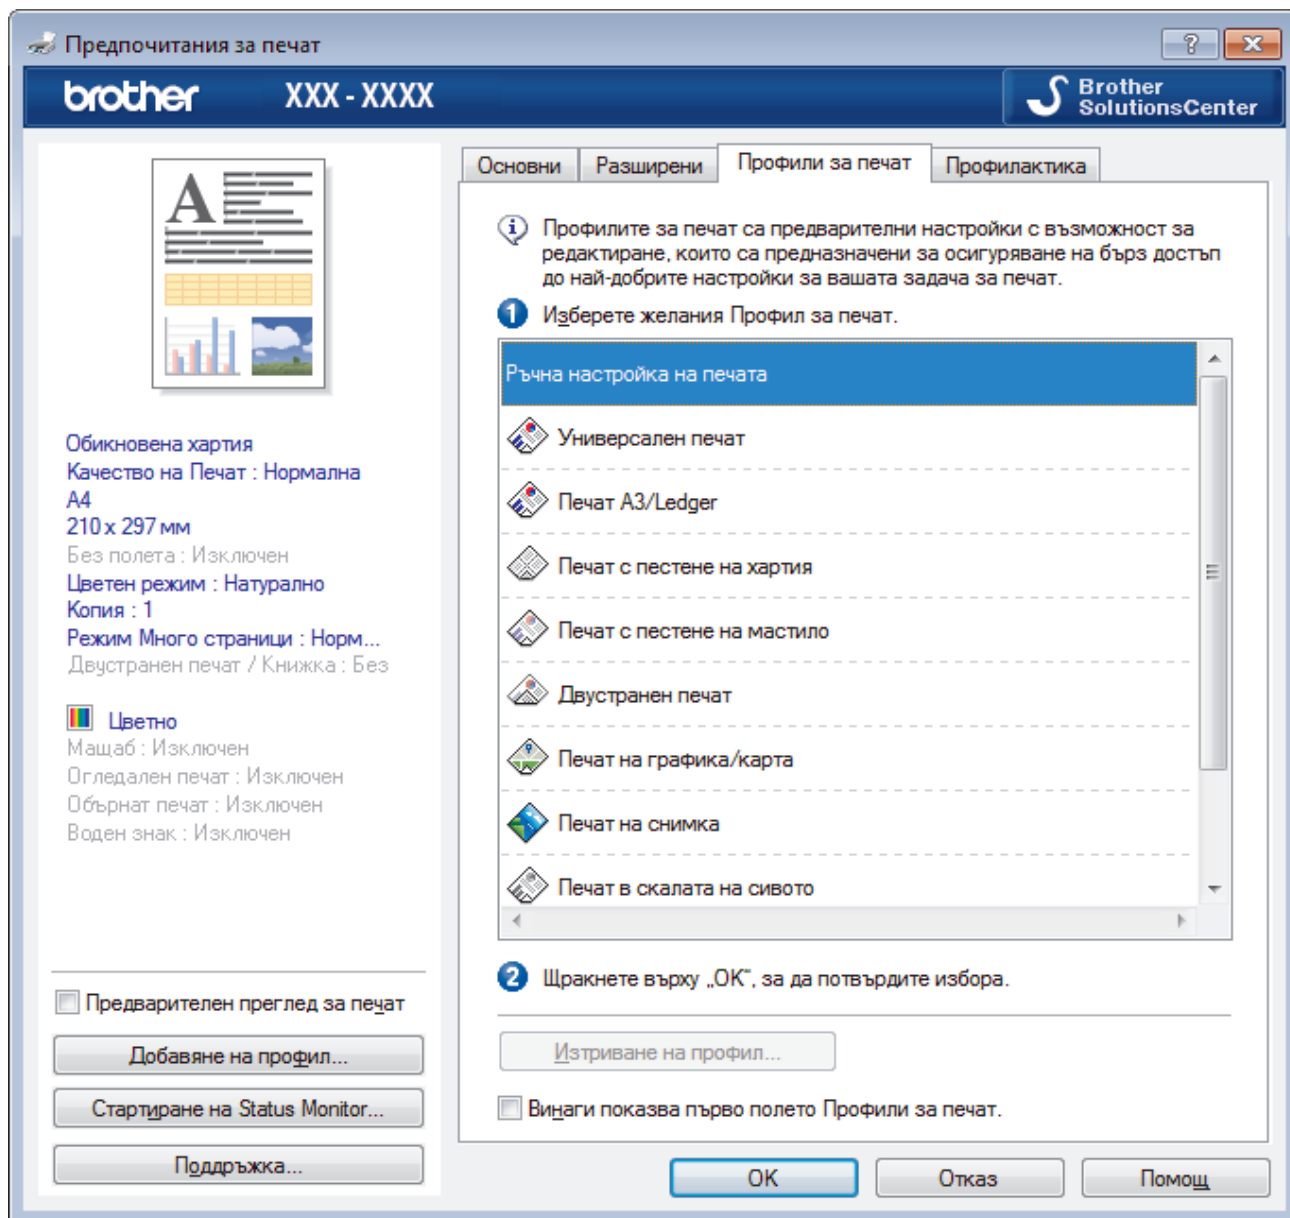 Предпочитания за печат
brother XXX - XXXX
Brother
SolutionsCenter
Обикновена хартия
Качество на Печат : Нормална
A4
210 x 297 мм
Без полета : Изключен
Цветен режим : Натурално
Копия : 1
Режим Много страници : Норм...
Двустранен печат / Книжка : Без
Цветно
Мащаб : Изключен
Огледален печат : Изключен
Обърнат печат : Изключен
Воден знак : Изключен
Предварителен преглед за печат
Добавяне на профил...
Стартиране на Status Monitor...
Поддръжка...
Основни Разширени Профили за печат Профилактика
Профилите за печат са предварителни настройки с възможност за
редактиране, които са предназначени за осигуряване на бърз достъп
до най-добрите настройки за вашата задача за печат.
1 Изберете желания Профил за печат.
Ръчна настройка на печата
Универсален печат
Печат A3/Ledger
Печат с пестене на хартия
Печат с пестене на мастило
Двустранен печат
Печат на графика/карта
Печат на снимка
Печат в скалата на сивото
2 Щракнете върху „OK“, за да потвърдите избора.
Изтриване на профил...
Винаги показва първо полето Профили за печат.
OK Отказ Помощ